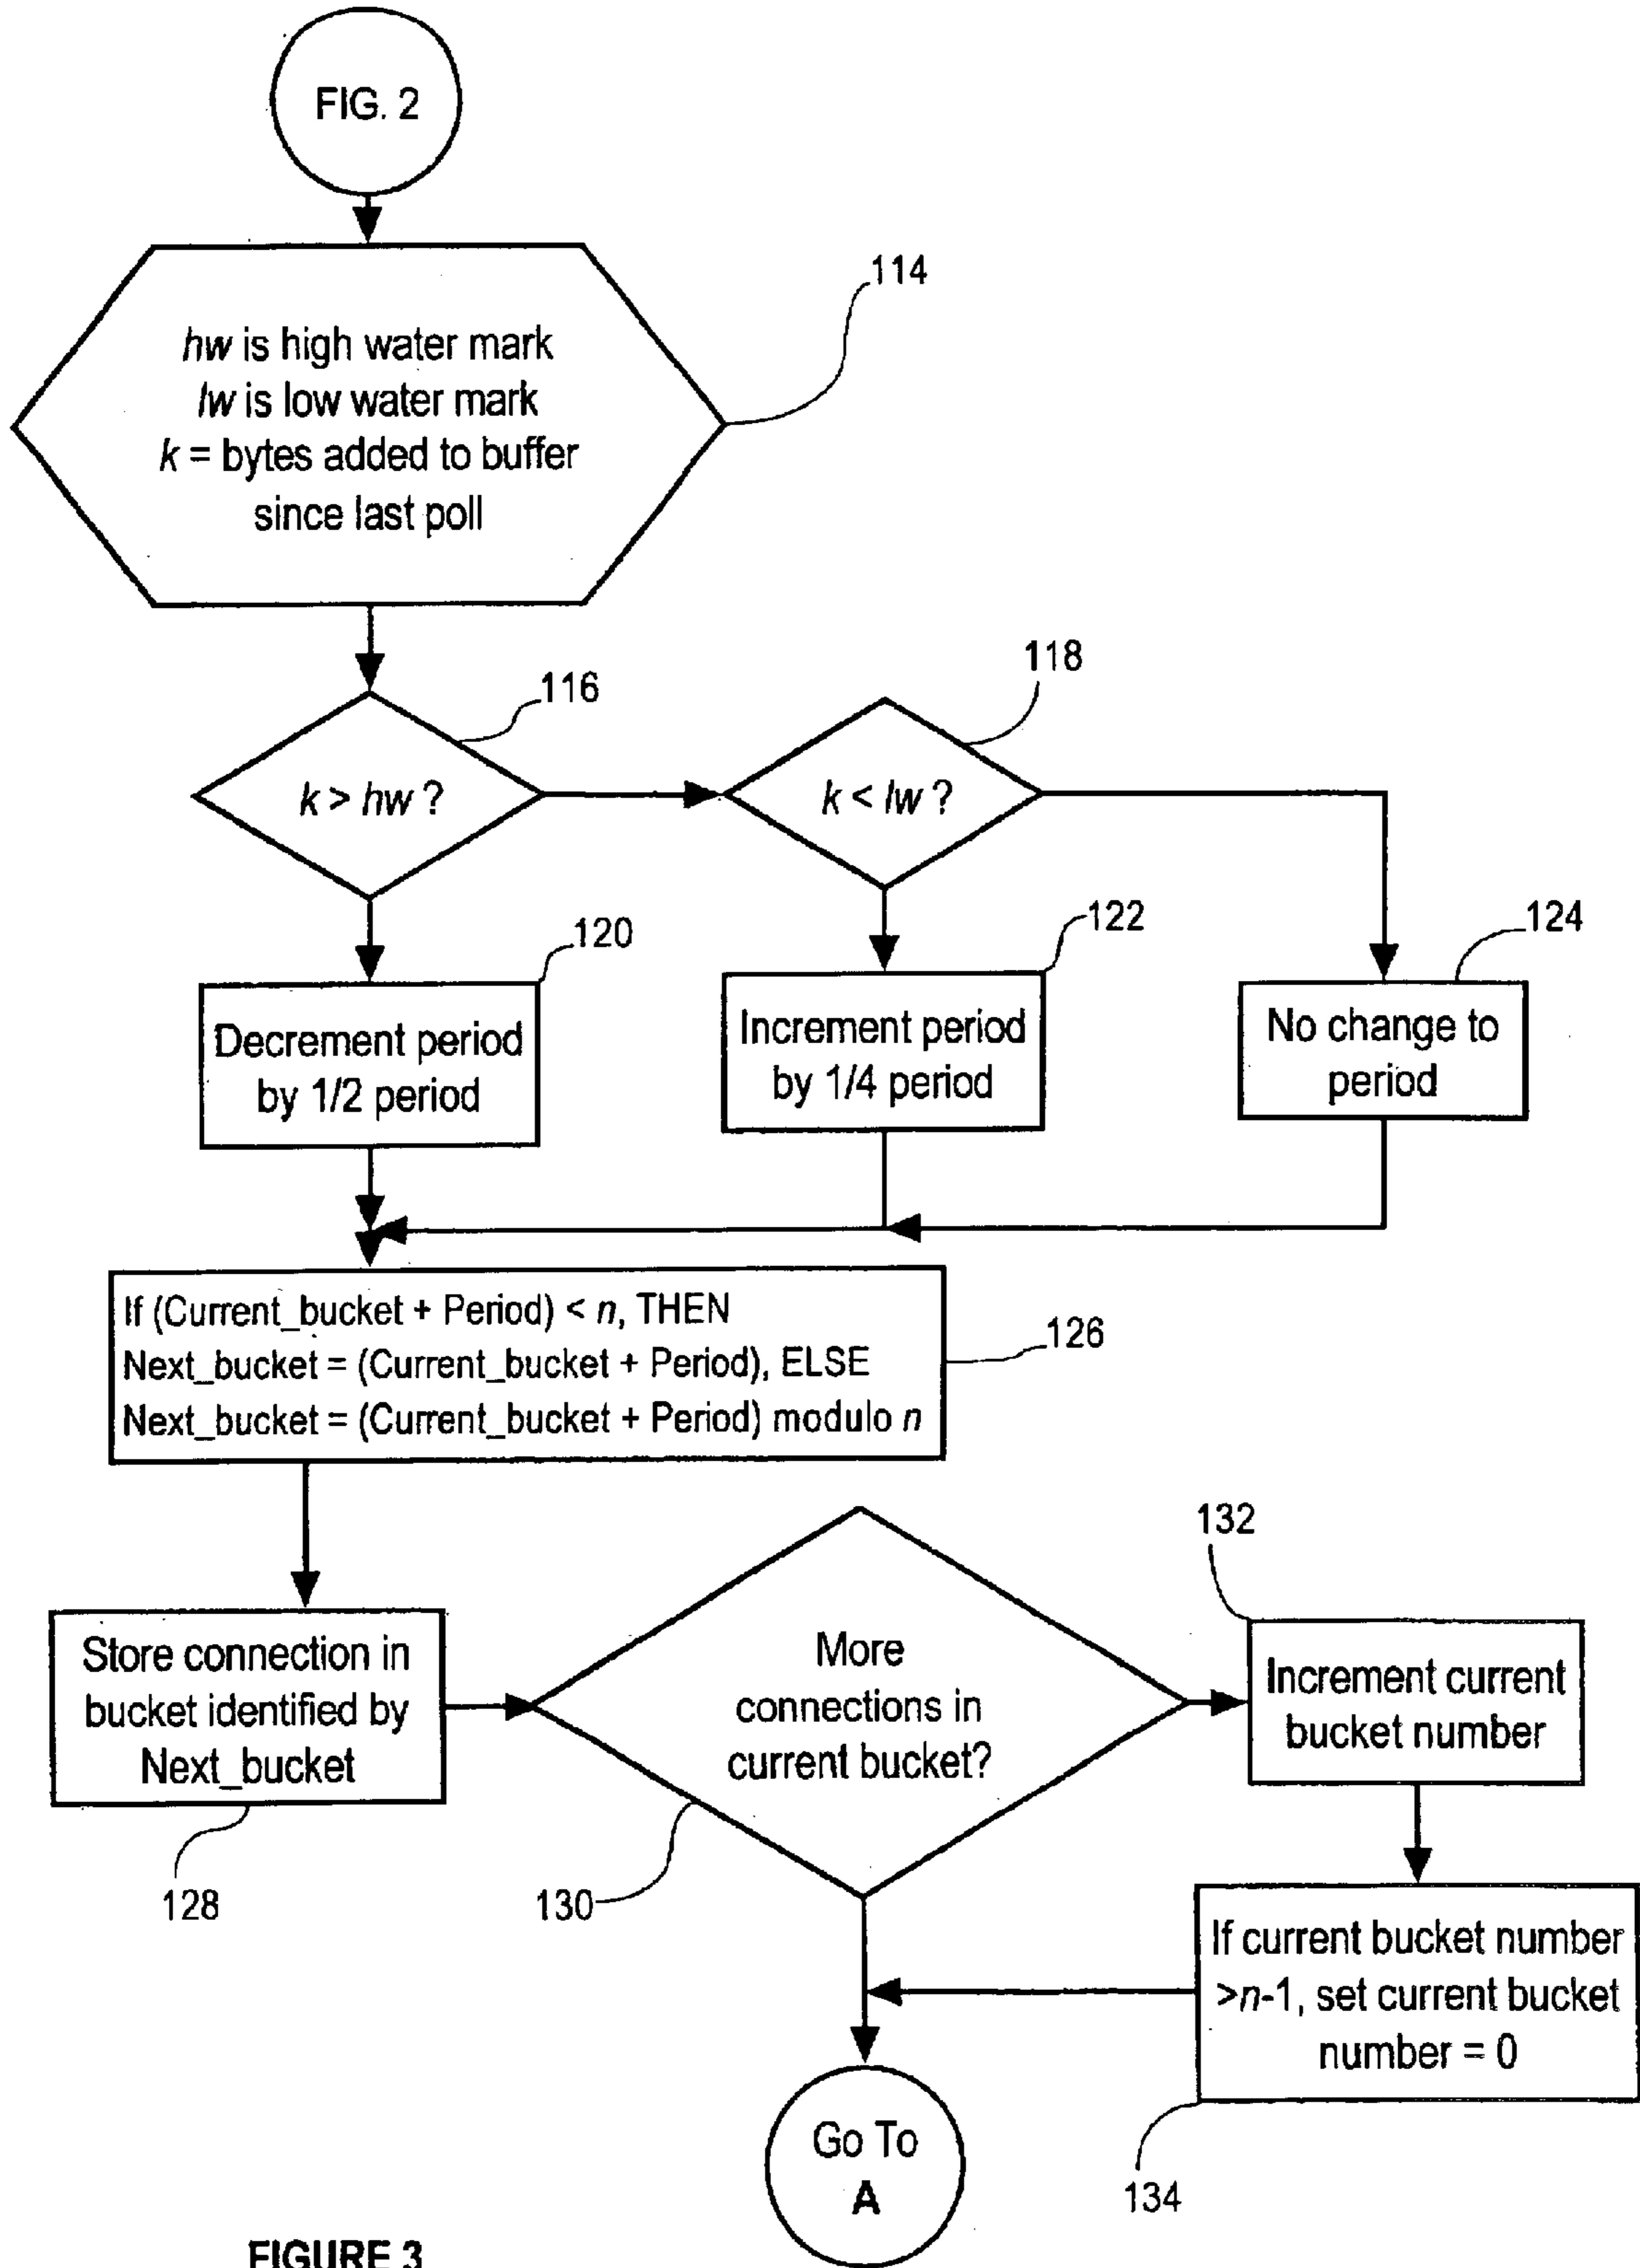 FIG. 2
114
hw is high water mark
lw is low water mark
k = bytes added to buffer
since last poll
116
118
k > hw ?
k < lw ?
120
122
124
Decrement period
by 1/2 period
Increment period
by 1/4 period
No change to
period
If (Current_bucket + Period) < n, THEN
Next_bucket = (Current_bucket + Period), ELSE
Next_bucket = (Current_bucket + Period) modulo n
126
132
Store connection in
bucket identified by
Next_bucket
More
connections in
current bucket?
Increment current
bucket number
128
130
If current bucket number
>n-1, set current bucket
number = 0
Go To
A
134
FIGURE 3